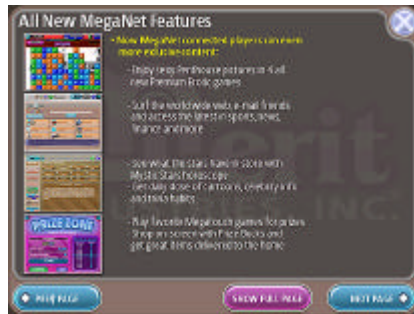 All New MegaNet Features
- Now MegaNet connected players can even
more exclusive content:
- Enjoy sexy Penthouse pictures in 4 all
new Premium Erotic games
- Surf the world wide web, e-mail friends
and access the latest in sports, news,
finance and more
- See what the stars have in store with
Mystic Stars horoscope
- Get daily dose of cartoons, celebrity info
and trivia
- Play favorite Megatouch games for prizes
Shop on screen with Prize Bucks and
get great items delivered to the home
PRIZE ZONE
PREV PAGE
SHOW FULL PAGE
NEXT PAGE